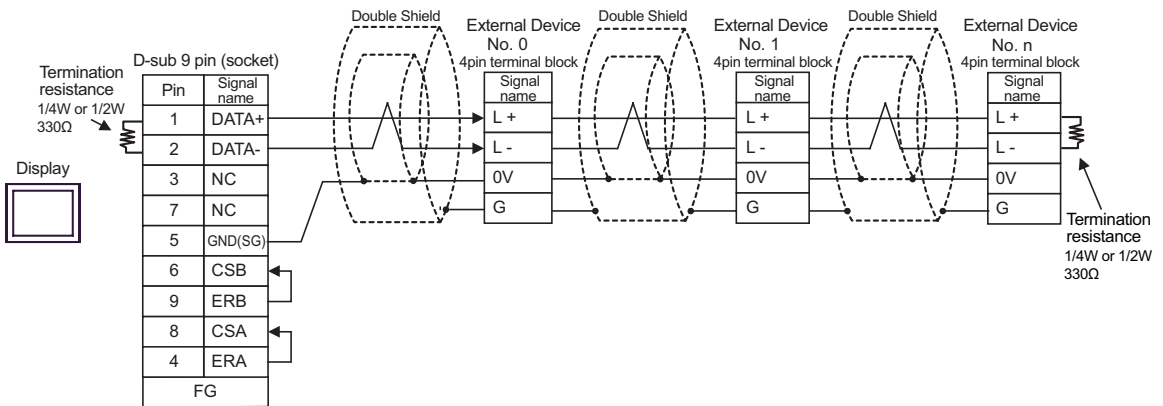 Double Shield
Double Shield
Double Shield
External Device
No. 0
4pin terminal block
External Device
No. 1
4pin terminal block
External Device
No. n
4pin terminal block
D-sub 9 pin (socket)
Termination
resistance
1/4W or 1/2W
330Ω
Display
Pin Signal name
1 DATA+
2 DATA-
3 NC
7 NC
5 GND(SG)
6 CSB
9 ERB
8 CSA
4 ERA
FG
Signal
name
L +
L -
0V
G
Signal
name
L +
L -
0V
G
Signal
name
L +
L -
0V
G
Termination
resistance
1/4W or 1/2W
330Ω